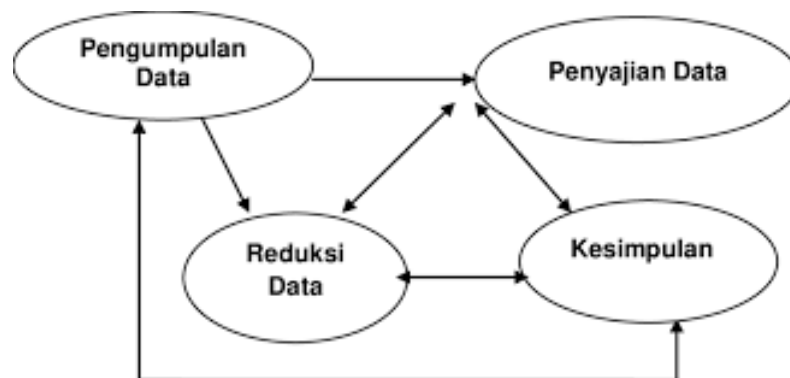 Pengumpulan
Data
Penyajian Data
Reduksi
Data
Kesimpulan